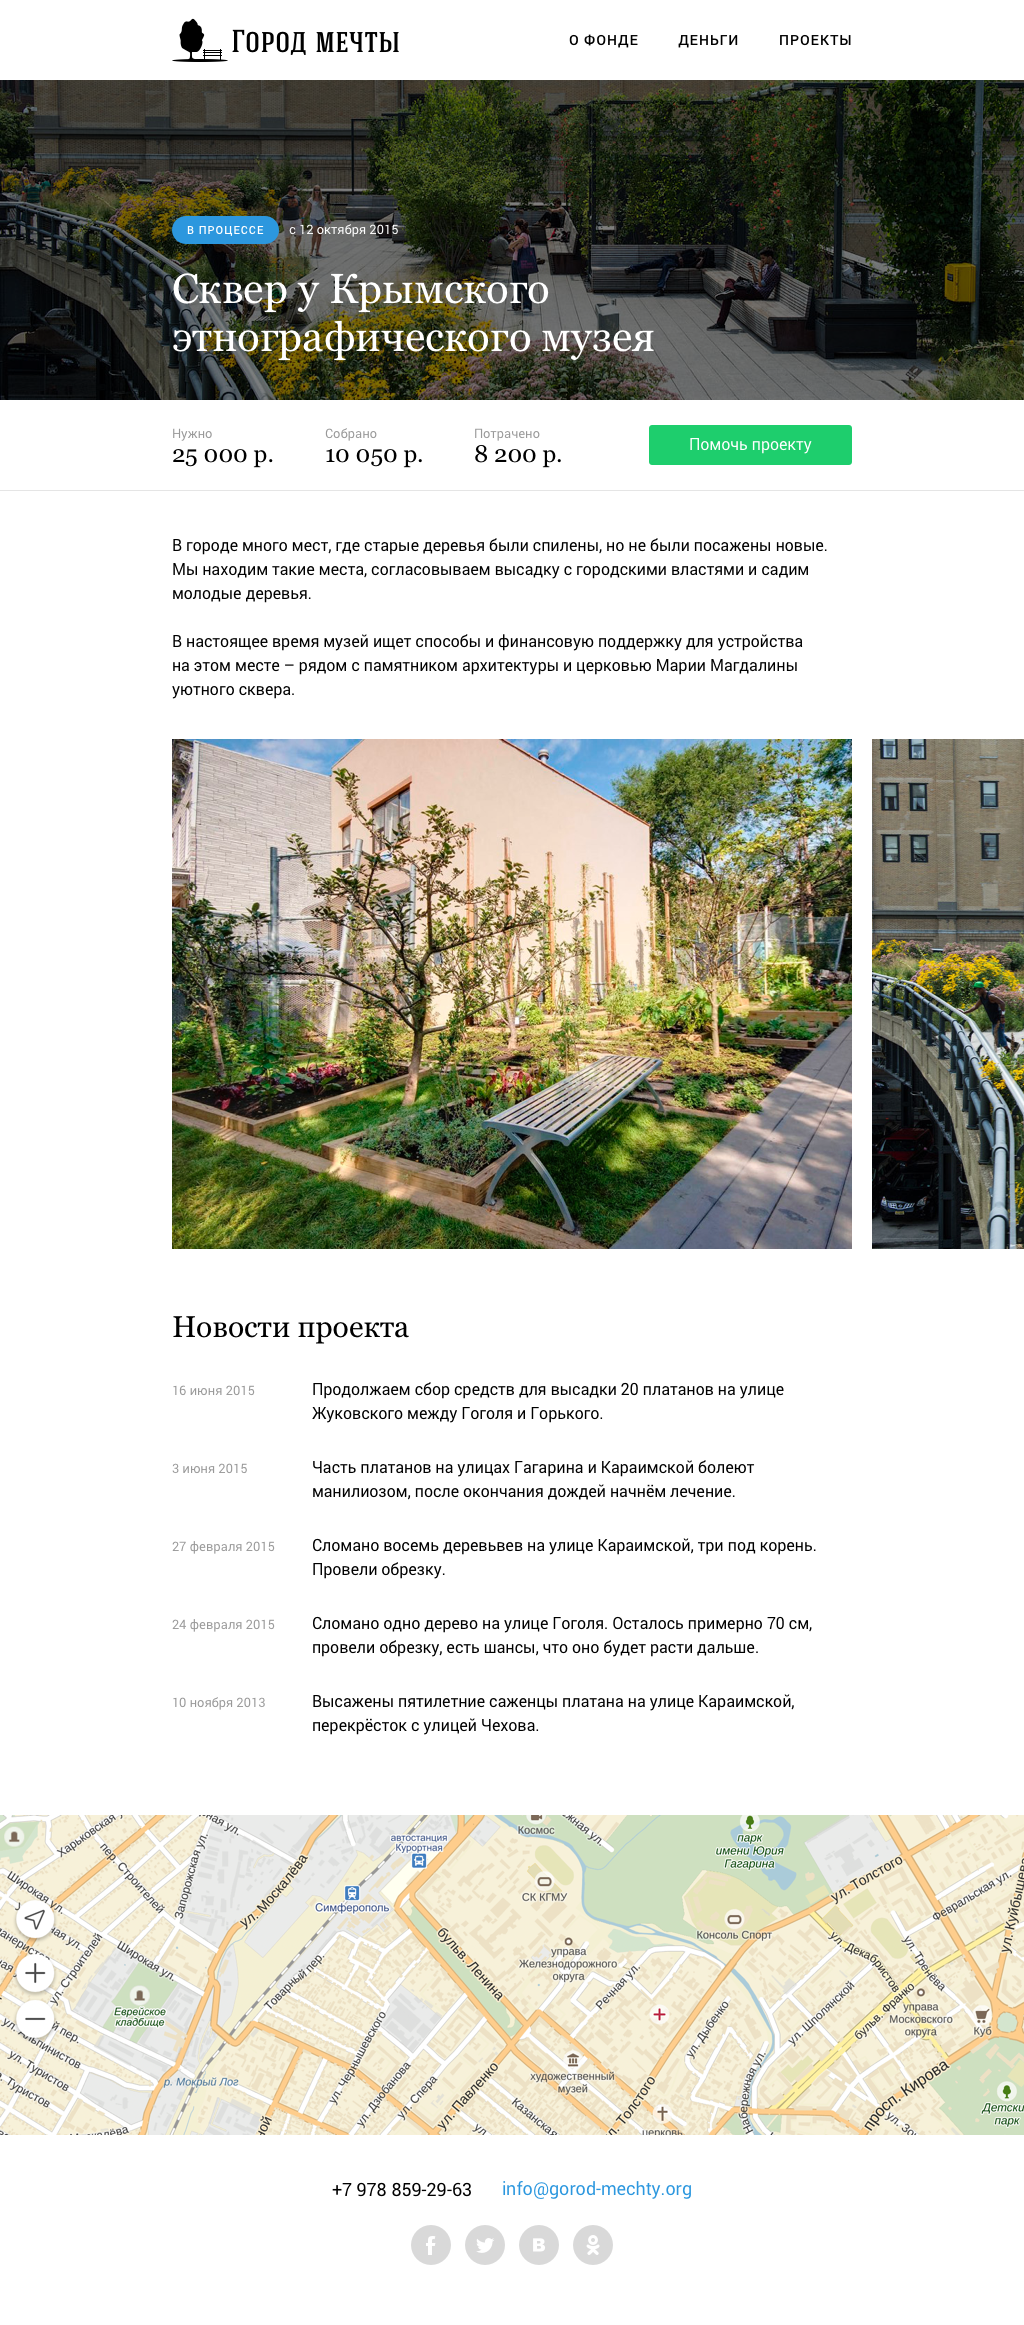 Город мечты
О ФОНДЕ ДЕНЬГИ ПРОЕКТЫ
В ПРОЦЕССЕ с 12 октября 2015
Сквер у Крымского
этнографического музея
Нужно Собрано Потрачено
25 000 р. 10 050 р. 8 200 р.
Помочь проекту
В городе много мест, где старые деревья были спилены, но не были посажены новые.
Мы находим такие места, согласовываем высадку с городскими властями и садим
молодые деревья.
В настоящее время музей ищет способы и финансовую поддержку для устройства
на этом месте – рядом с памятником архитектуры и церковью Марии Магдалины
уютного сквера.
Новости проекта
16 июня 2015
Продолжаем сбор средств для высадки 20 платанов на улице
Жуковского между Гоголя и Горького.
3 июня 2015
Часть платанов на улицах Гагарина и Караимской болеют
манилиозом, после окончания дождей начнём лечение.
27 февраля 2015
Сломано восемь деревьвев на улице Караимской, три под корень.
Провели обрезку.
24 февраля 2015
Сломано одно дерево на улице Гоголя. Осталось примерно 70 см,
провели обрезку, есть шансы, что оно будет расти дальше.
10 ноября 2013
Высажены пятилетние саженцы платана на улице Караимской,
перекрёсток с улицей Чехова.
Харьковская
пер. Строителей
Запорожская ул.
ул. Москалёва
автостанция
Курортная
Симферополь
Космос
СК КГМУ
парк
имени Юрия
Гагарина
ул. Толстого
Февральская ул.
ул. Куйбышева
Консоль Спорт
Широкая ул.
ул. Строителей
Широкая ул.
Товарный пер.
бульв. Ленина
управа
Железнодорожного
округа
Речная ул.
ул. Декабристов
ул. Тренёва
Еврейское
кладбище
ул. Шполянской
бульв. Франко
управа
Московского
округа
Куб
ул. Альпинистов
ул. Туристов
Туристов
р. Мокрый Лог
ул. Чернышевского
ул. Дзюбанова
ул. Спера
ул. Павленко
художественный
музей
ул. Дыбенко
Набережная ул.
ул. Толстого
Казанская
церковь
просп. Кирова
Детски
парк
+7 978 859-29-63 info@gorod-mechty.org